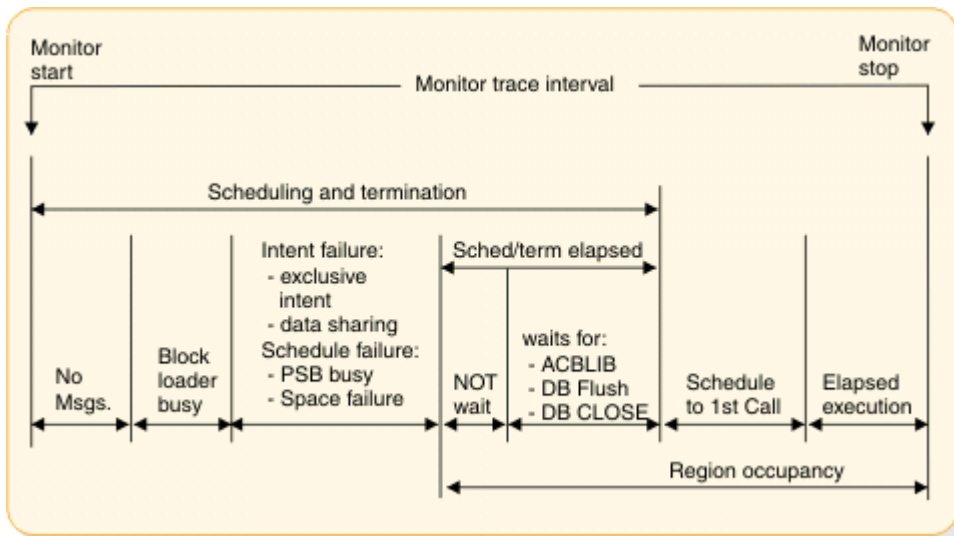 Monitor
start
Monitor
stop
Monitor trace interval
Scheduling and termination
Intent failure:
- exclusive
intent
- data sharing
Schedule failure:
- PSB busy
- Space failure
Sched/term elapsed
No
Msgs.
Block
loader
busy
NOT
wait
waits for:
- ACBLIB
- DB Flush
- DB CLOSE
Schedule
to 1st Call
Elapsed
execution
Region occupancy